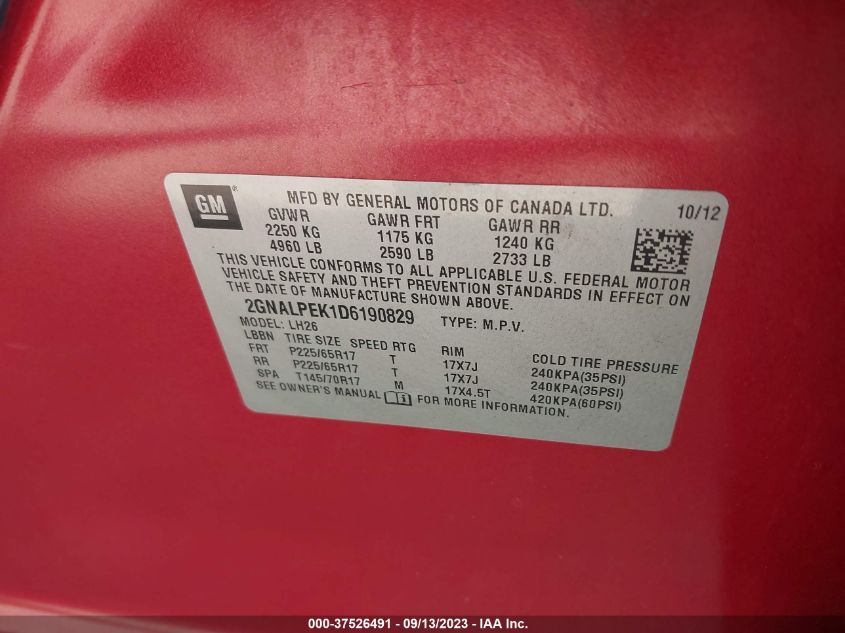 GM®
MFD BY GENERAL MOTORS OF CANADA LTD. 10/12
GVWR GAWR FRT GAWR RR
2250 KG 1175 KG 1240 KG
4960 LB 2590 LB 2733 LB
THIS VEHICLE CONFORMS TO ALL APPLICABLE U.S. FEDERAL MOTOR
VEHICLE SAFETY AND THEFT PREVENTION STANDARDS IN EFFECT ON
THE DATE OF MANUFACTURE SHOWN ABOVE.
2GNALPEK1D6190829 TYPE: M.P.V.
MODEL: LH26
LBBN TIRE SIZE SPEED RTG RIM COLD TIRE PRESSURE
FRT P225/65R17 T 17X7J 240KPA(35PSI)
RR P225/65R17 T 17X7J 240KPA(35PSI)
SPA T145/70R17 M 17X4.5T 420KPA(60PSI)
SEE OWNER'S MANUAL i FOR MORE INFORMATION.
000-37526491 - 09/13/2023 - IAA Inc.